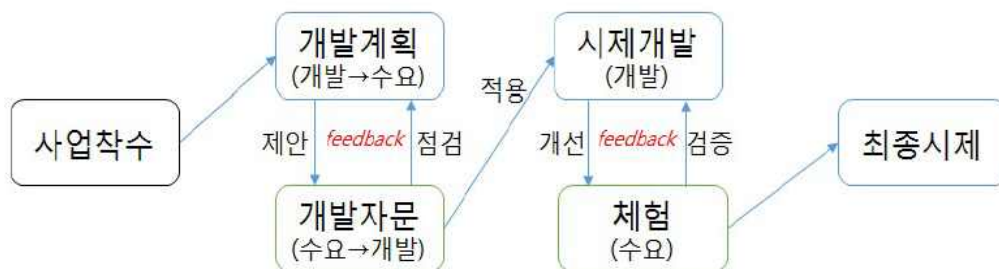 사업착수
개발계획
(개발→수요)
제안
feedback
점검
개발자문
(수요→개발)
적용
시제개발
(개발)
개선
feedback
검증
체험
(수요)
최종시제